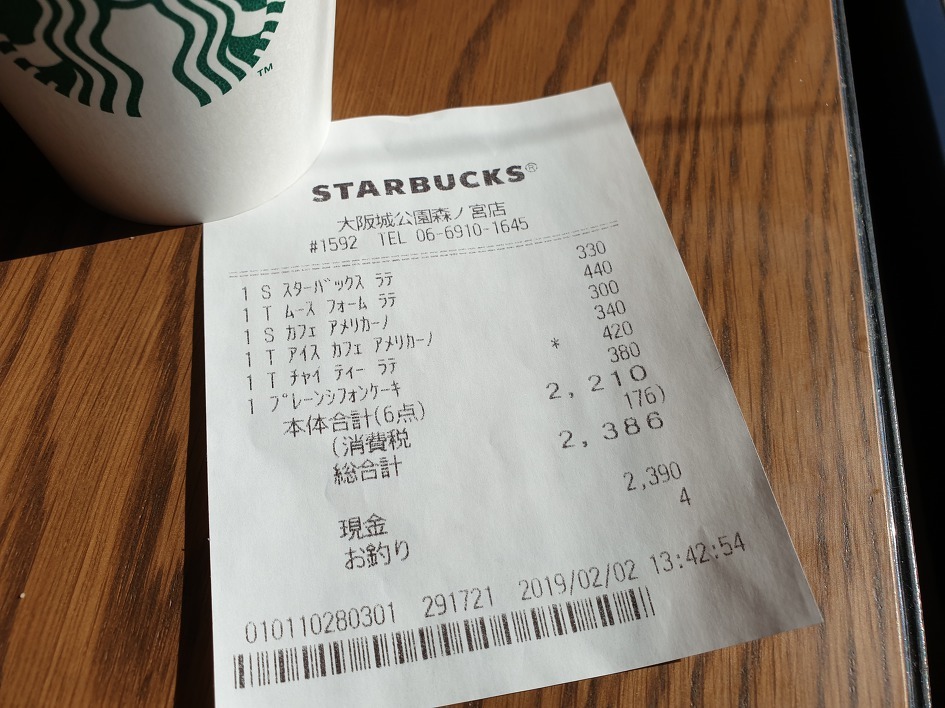 TM
STARBUCKS®
大阪城公園森ノ宮店
#1592 TEL 06-6910-1645
1 S ｽﾀｰﾊﾞｯｸｽ ﾗﾃ 330
1 T ﾑｰｽ ﾌｫｰﾑ ﾗﾃ 440
1 S ｶﾌｪ ｱﾒﾘｶｰﾉ 300
1 T ｱｲｽ ｶﾌｪ ｱﾒﾘｶｰﾉ 340
1 T ﾁｬｲ ﾃｨｰ ﾗﾃ 420
1 ﾌﾟﾚｰﾝｼﾌｫﾝｹｰｷ * 380
本体合計(6点) 2,210
(消費税 176)
総合計 2,386
現金 2,390
お釣り 4
010110280301 291721 2019/02/02 13:42:54